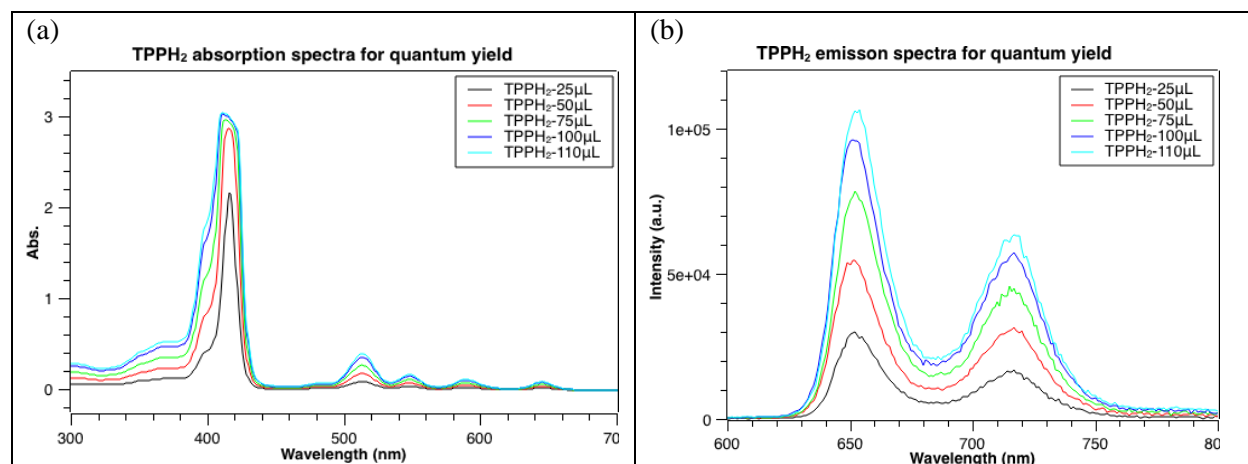 (a)
TPPH₂ absorption spectra for quantum yield
TPPH₂-25μL
TPPH₂-50μL
TPPH₂-75μL
TPPH₂-100μL
TPPH₂-110μL
3
2
1
0
Abs.
300
400
500
600
70
Wavelength (nm)
(b)
TPPH₂ emisson spectra for quantum yield
TPPH₂-25μL
TPPH₂-50μL
TPPH₂-75μL
TPPH₂-100μL
TPPH₂-110μL
1e+05
5e+04
0
Intensity (a.u.)
600
650
700
750
80
Wavelength (nm)